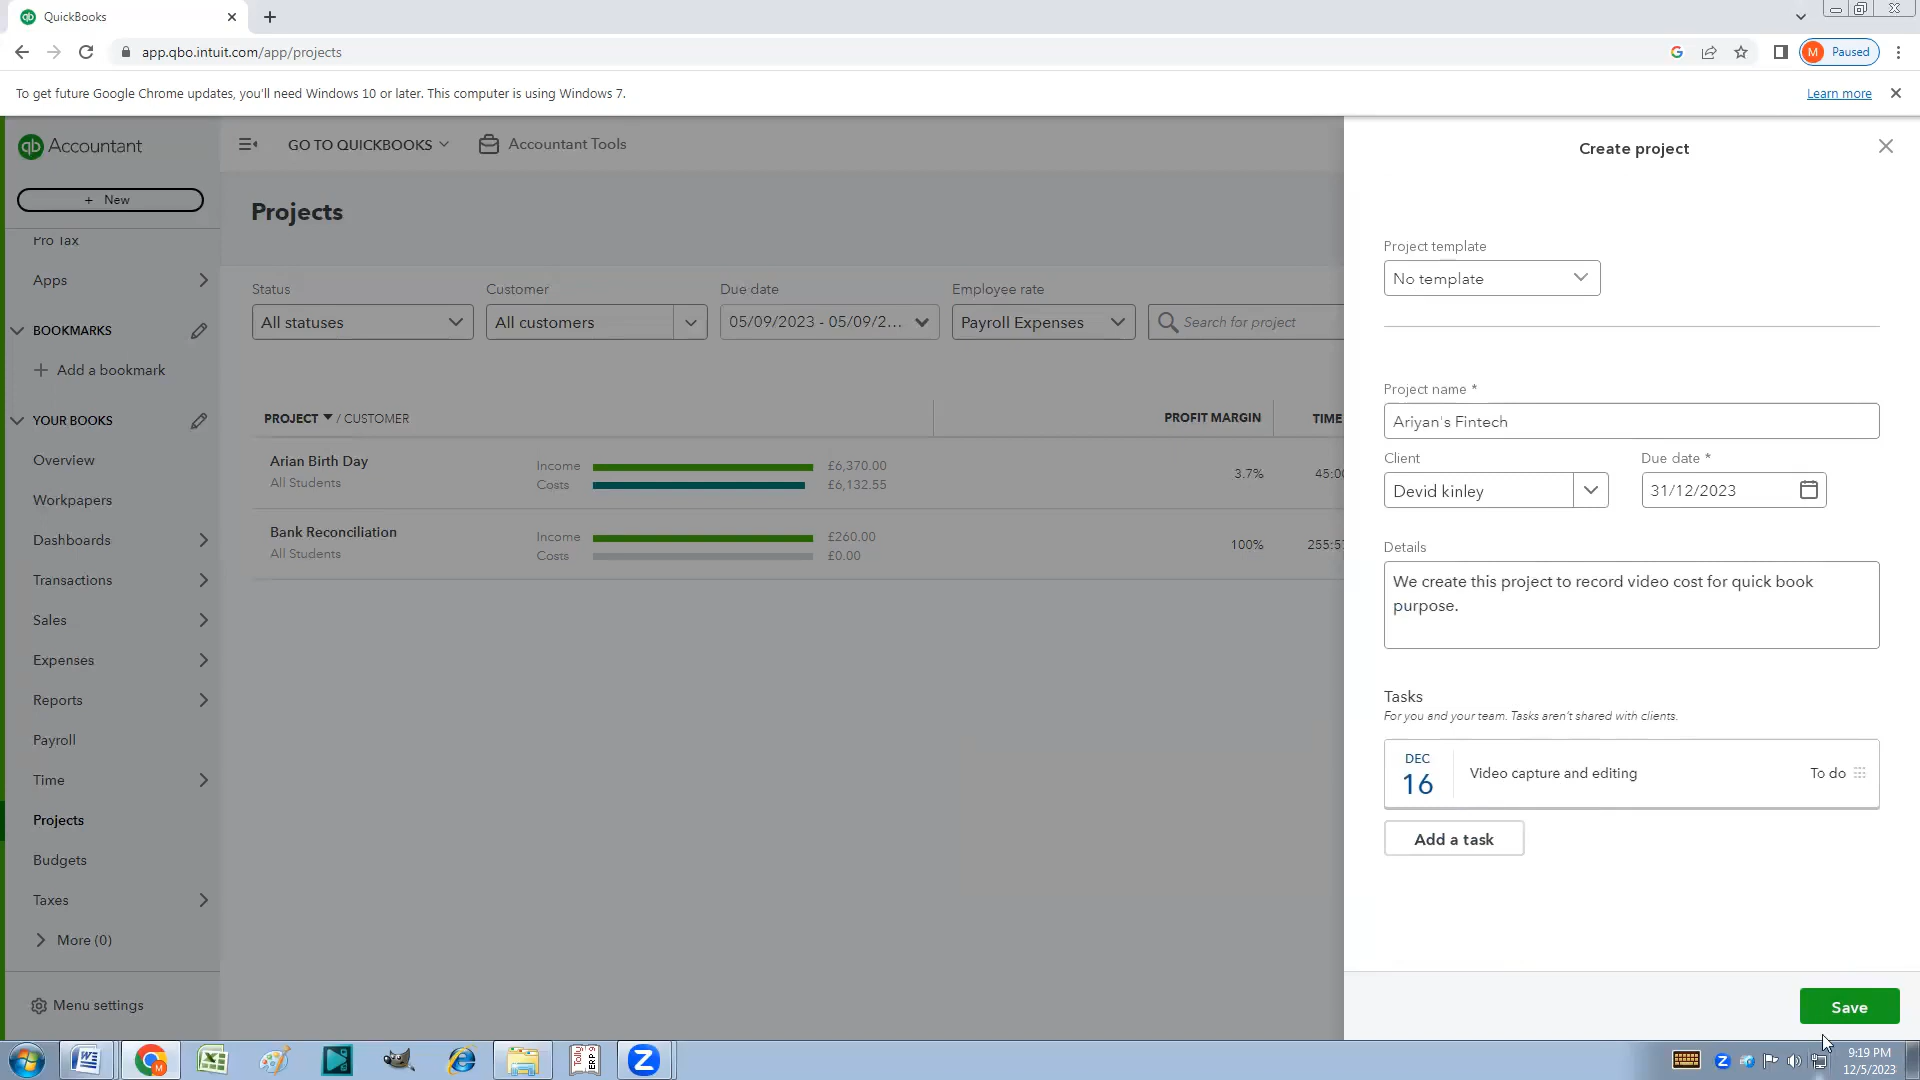 QuickBooks
app.qbo.intuit.com/app/projects
M Paused
To get future Google Chrome updates, you'll need Windows 10 or later. This computer is using Windows 7.
Learn more
qb Accountant
GO TO QUICKBOOKS
Accountant Tools
+ New
Pro Tax
Apps
BOOKMARKS
+ Add a bookmark
YOUR BOOKS
Overview
Workpapers
Dashboards
Transactions
Sales
Expenses
Reports
Payroll
Time
Projects
Budgets
Taxes
More (0)
Menu settings
Projects
Status
Customer
Due date
Employee rate
All statuses
All customers
05/09/2023 - 05/09/2...
Payroll Expenses
Search for project
PROJECT / CUSTOMER
PROFIT MARGIN
TIME
Arian Birth Day
All Students
Income £6,370.00
Costs £6,132.55
3.7%
45:00
Bank Reconciliation
All Students
Income £260.00
Costs £0.00
100%
255:5
Create project
Project template
No template
Project name *
Ariyan's Fintech
Client
Due date *
Devid kinley
31/12/2023
Details
We create this project to record video cost for quick book
purpose.
Tasks
For you and your team. Tasks aren't shared with clients.
DEC
16
Video capture and editing
To do
Add a task
Save
Tally
ERP 9
9:19 PM
12/5/2023